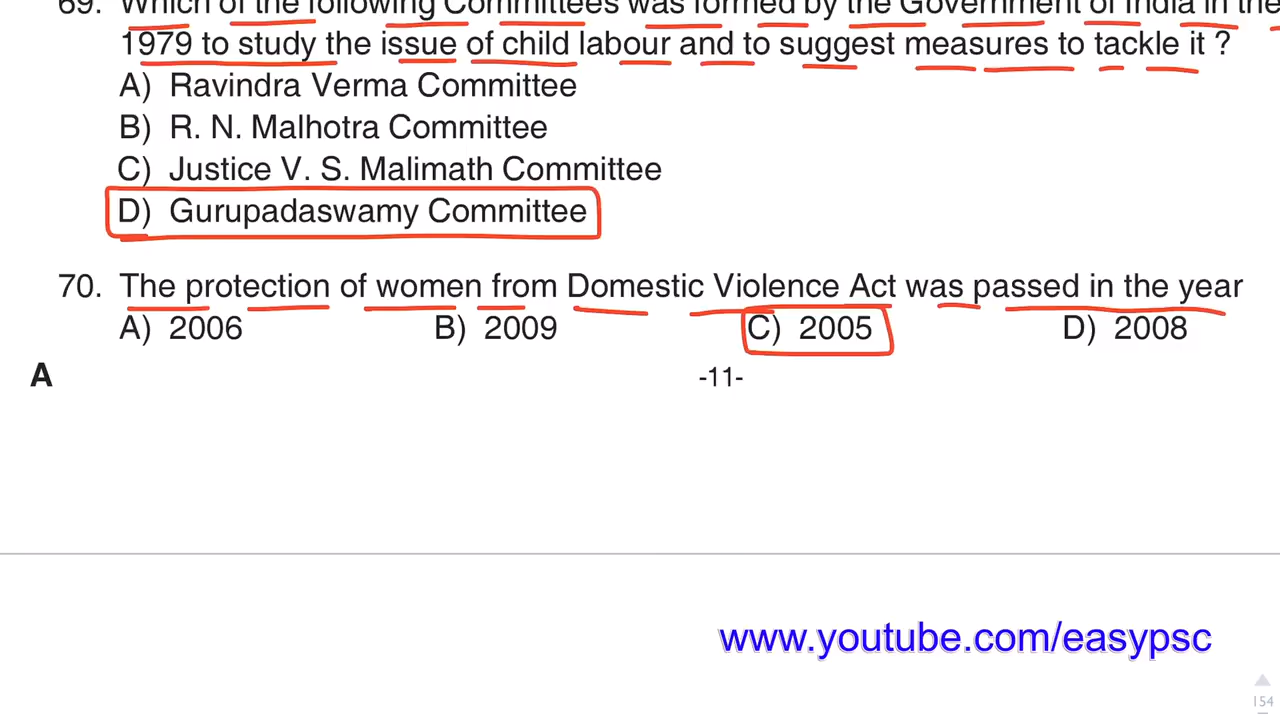 69. Which of the following Committees was formed by the Government of India in the
1979 to study the issue of child labour and to suggest measures to tackle it ?
A) Ravindra Verma Committee
B) R. N. Malhotra Committee
C) Justice V. S. Malimath Committee
D) Gurupadaswamy Committee
70. The protection of women from Domestic Violence Act was passed in the year
A) 2006 B) 2009 C) 2005 D) 2008
A -11-
www.youtube.com/easypsc
154